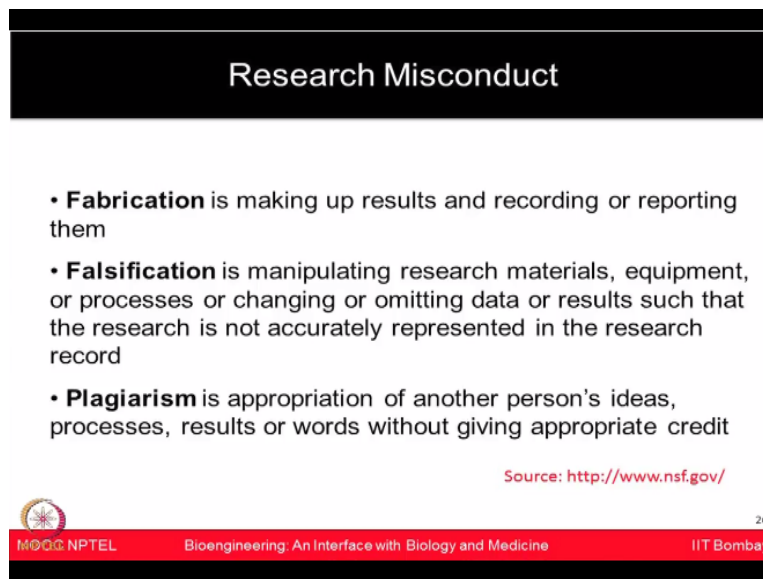 Research Misconduct
• Fabrication is making up results and recording or reporting
them
• Falsification is manipulating research materials, equipment,
or processes or changing or omitting data or results such that
the research is not accurately represented in the research
record
• Plagiarism is appropriation of another person's ideas,
processes, results or words without giving appropriate credit
Source: http://www.nsf.gov/
MOOC NPTEL Bioengineering: An Interface with Biology and Medicine IIT Bomba